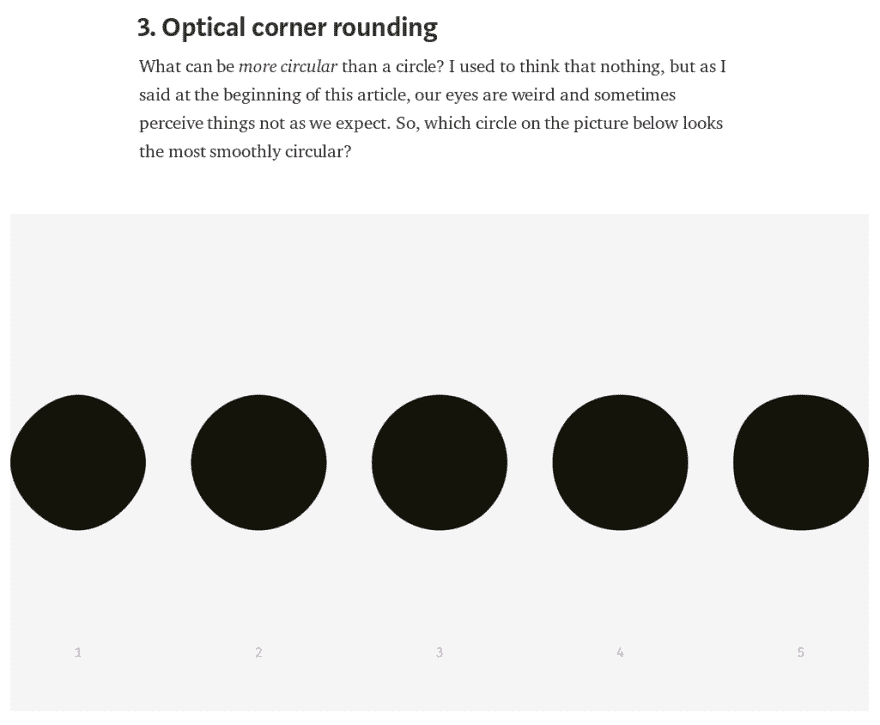 3. Optical corner rounding
What can be more circular than a circle? I used to think that nothing, but as I
said at the beginning of this article, our eyes are weird and sometimes
perceive things not as we expect. So, which circle on the picture below looks
the most smoothly circular?
1 2 3 4 5